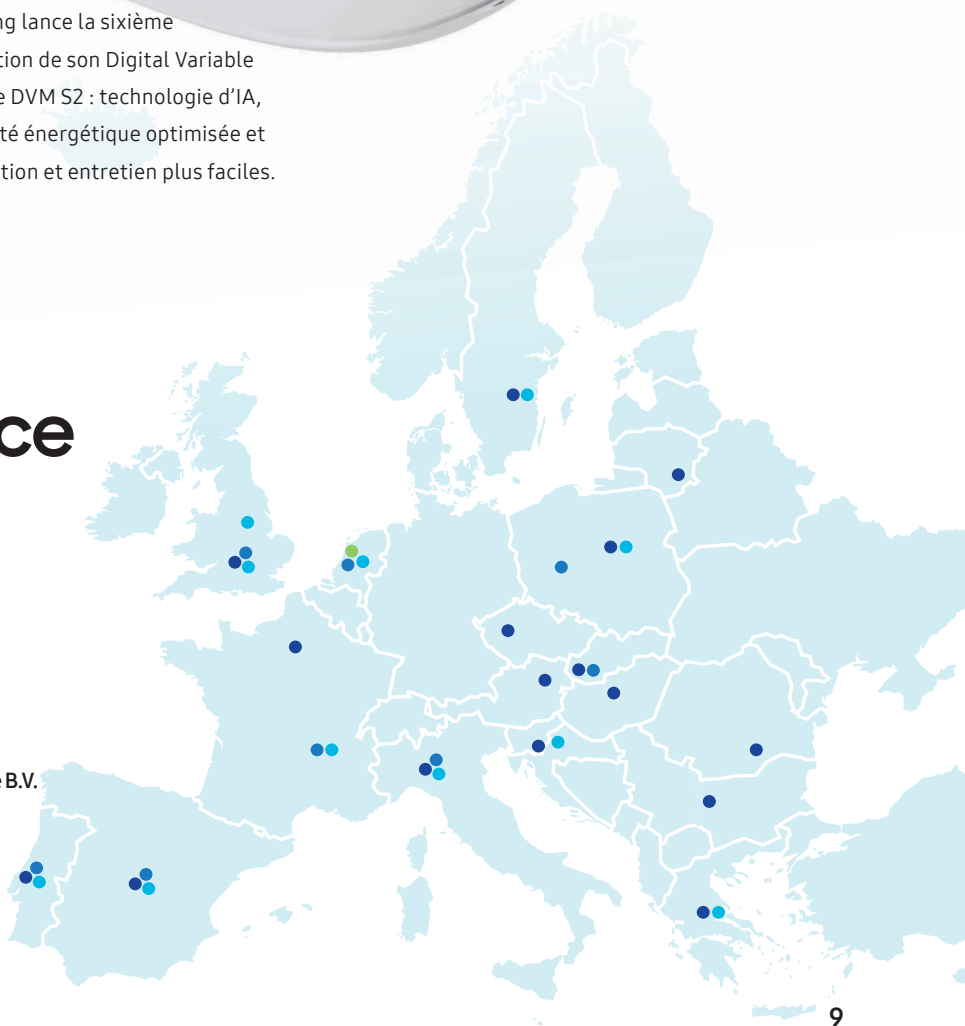 ng lance la sixième
tion de son Digital Variable
e DVM S2 : technologie d’IA,
té énergétique optimisée et
tion et entretien plus faciles.
ce
e B.V.
9